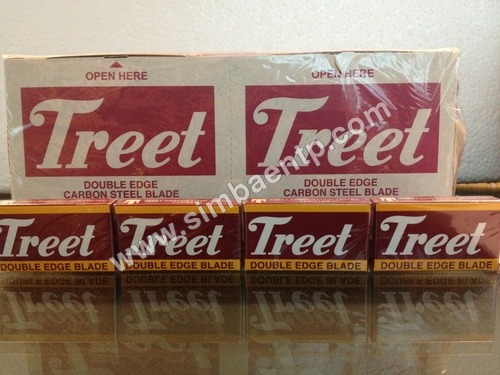 OPEN HERE OPEN HERE
Treet Treet
DOUBLE EDGE DOUBLE EDGE
CARBON STEEL BLADE CARBON STEEL BLADE
www.simbaentp.com
Treet Treet Treet Treet
DOUBLE EDGE BLADE DOUBLE EDGE BLADE DOUBLE EDGE BLADE DOUBLE EDGE BLADE